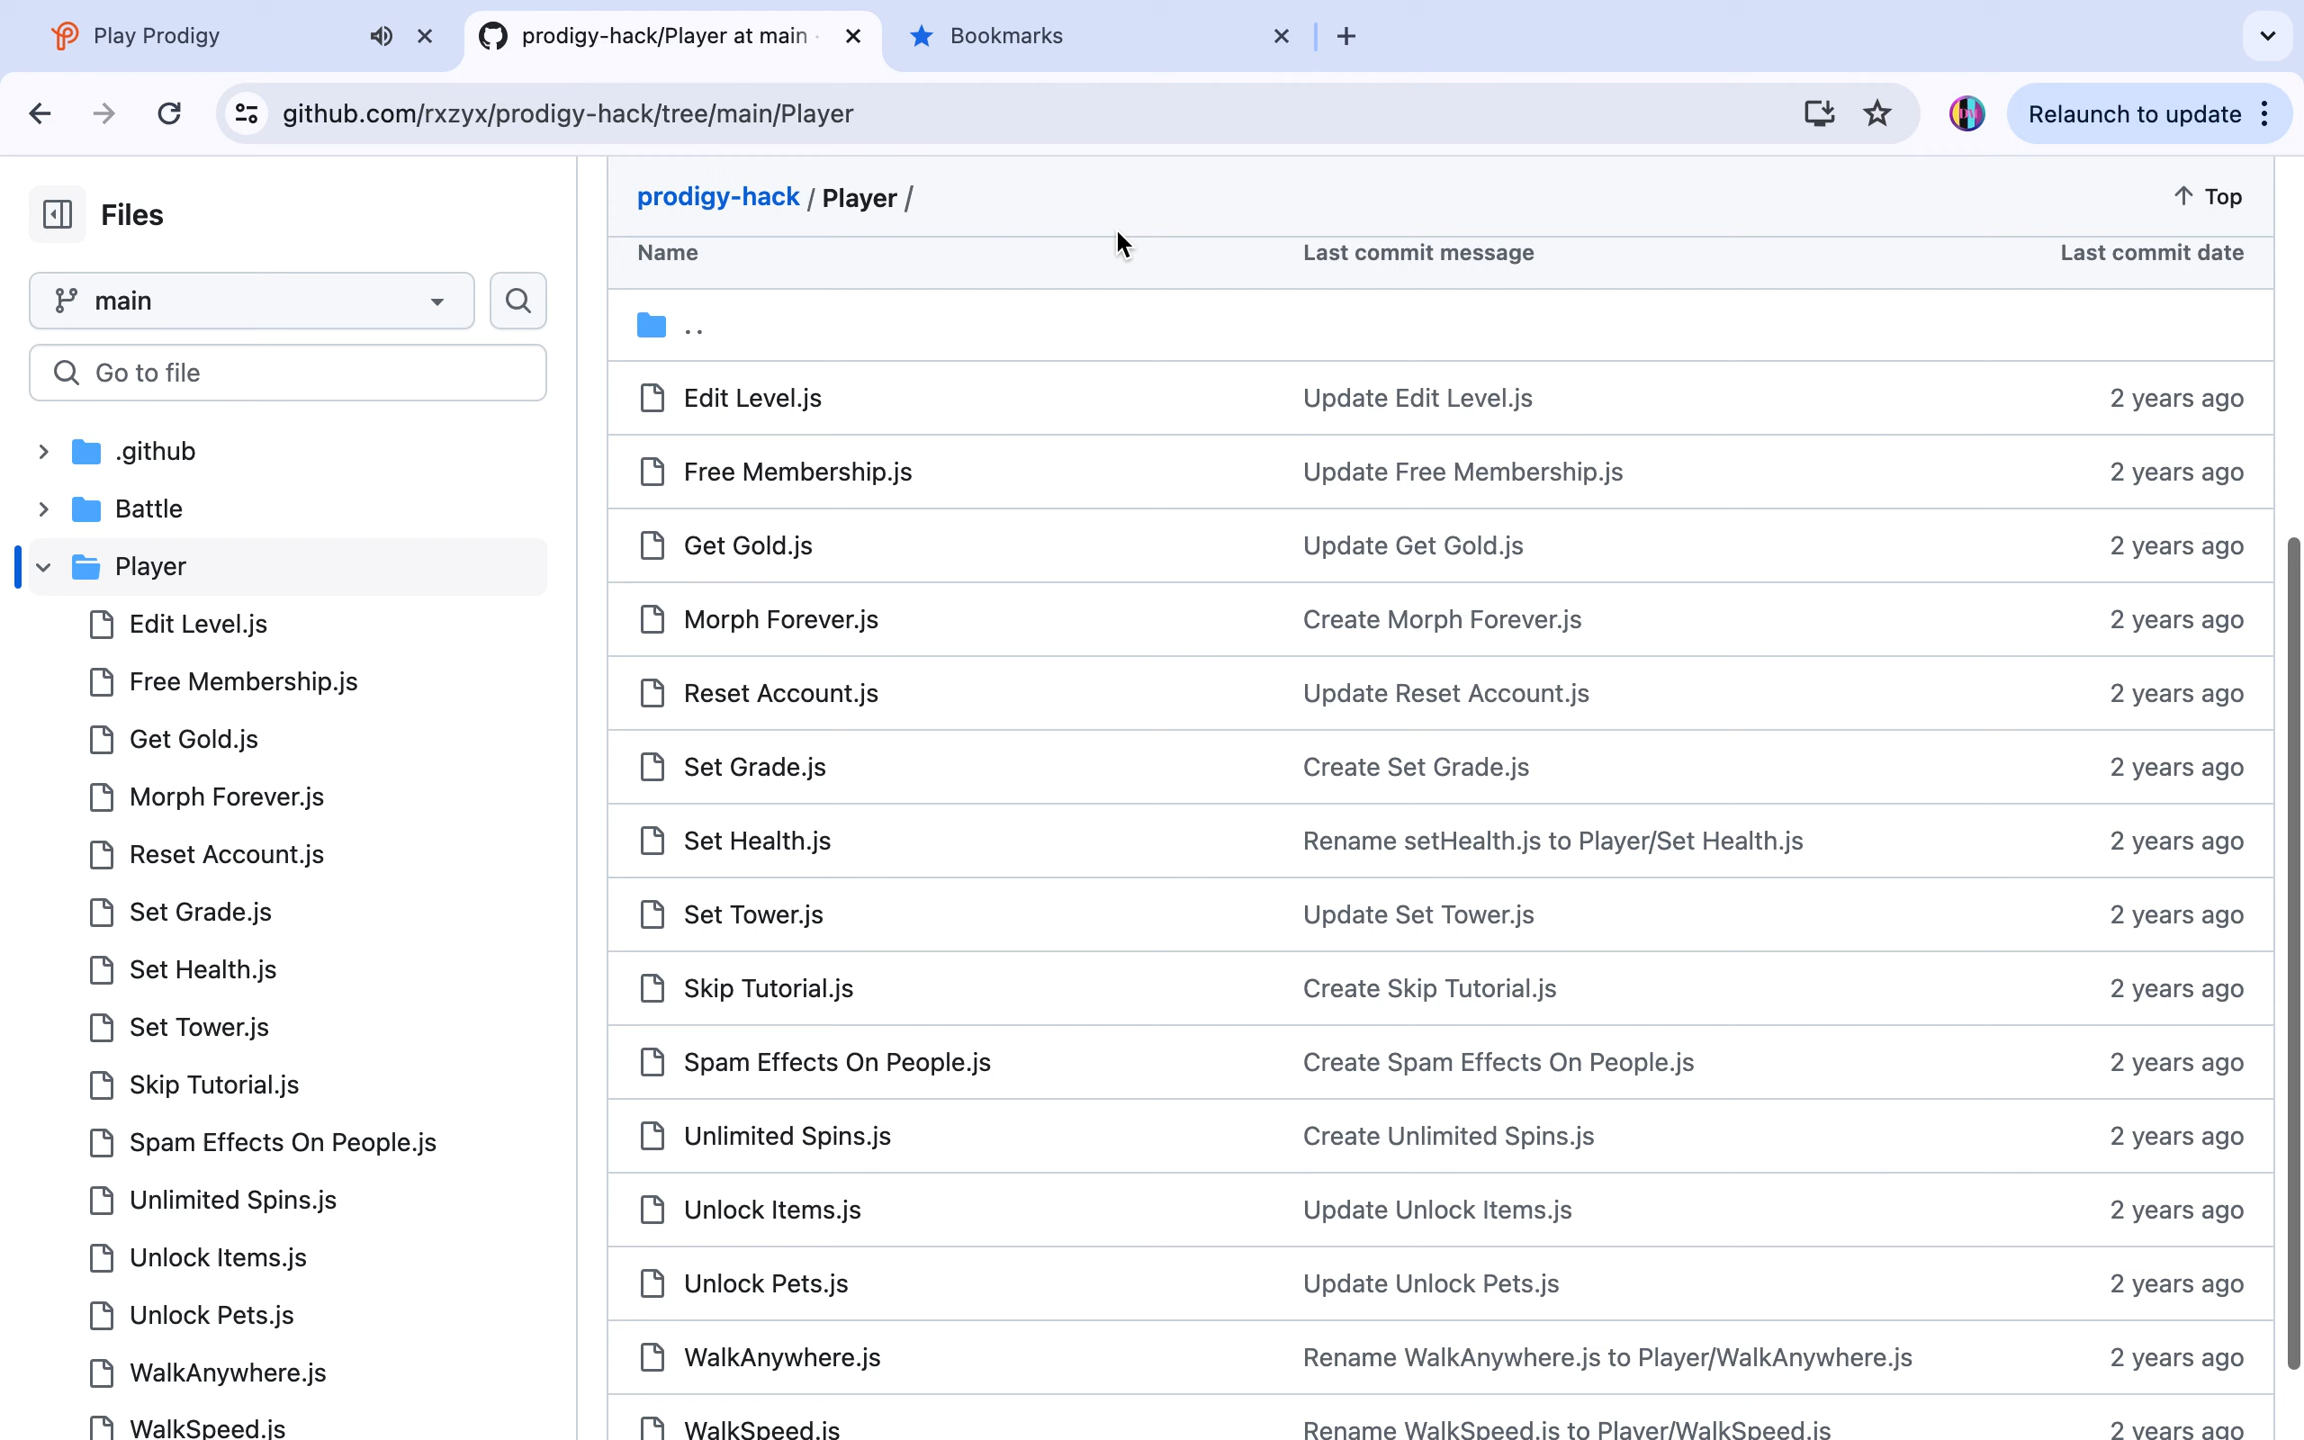 Play Prodigy
prodigy-hack/Player at main ·
Bookmarks
github.com/rxzyx/prodigy-hack/tree/main/Player
Relaunch to update
Files
main
Go to file
.github
Battle
Player
Edit Level.js
Free Membership.js
Get Gold.js
Morph Forever.js
Reset Account.js
Set Grade.js
Set Health.js
Set Tower.js
Skip Tutorial.js
Spam Effects On People.js
Unlimited Spins.js
Unlock Items.js
Unlock Pets.js
WalkAnywhere.js
WalkSpeed.js
prodigy-hack / Player /
Top
Name Last commit message Last commit date
..
Edit Level.js Update Edit Level.js 2 years ago
Free Membership.js Update Free Membership.js 2 years ago
Get Gold.js Update Get Gold.js 2 years ago
Morph Forever.js Create Morph Forever.js 2 years ago
Reset Account.js Update Reset Account.js 2 years ago
Set Grade.js Create Set Grade.js 2 years ago
Set Health.js Rename setHealth.js to Player/Set Health.js 2 years ago
Set Tower.js Update Set Tower.js 2 years ago
Skip Tutorial.js Create Skip Tutorial.js 2 years ago
Spam Effects On People.js Create Spam Effects On People.js 2 years ago
Unlimited Spins.js Create Unlimited Spins.js 2 years ago
Unlock Items.js Update Unlock Items.js 2 years ago
Unlock Pets.js Update Unlock Pets.js 2 years ago
WalkAnywhere.js Rename WalkAnywhere.js to Player/WalkAnywhere.js 2 years ago
WalkSpeed.js Rename WalkSpeed.js to Player/WalkSpeed.js 2 years ago